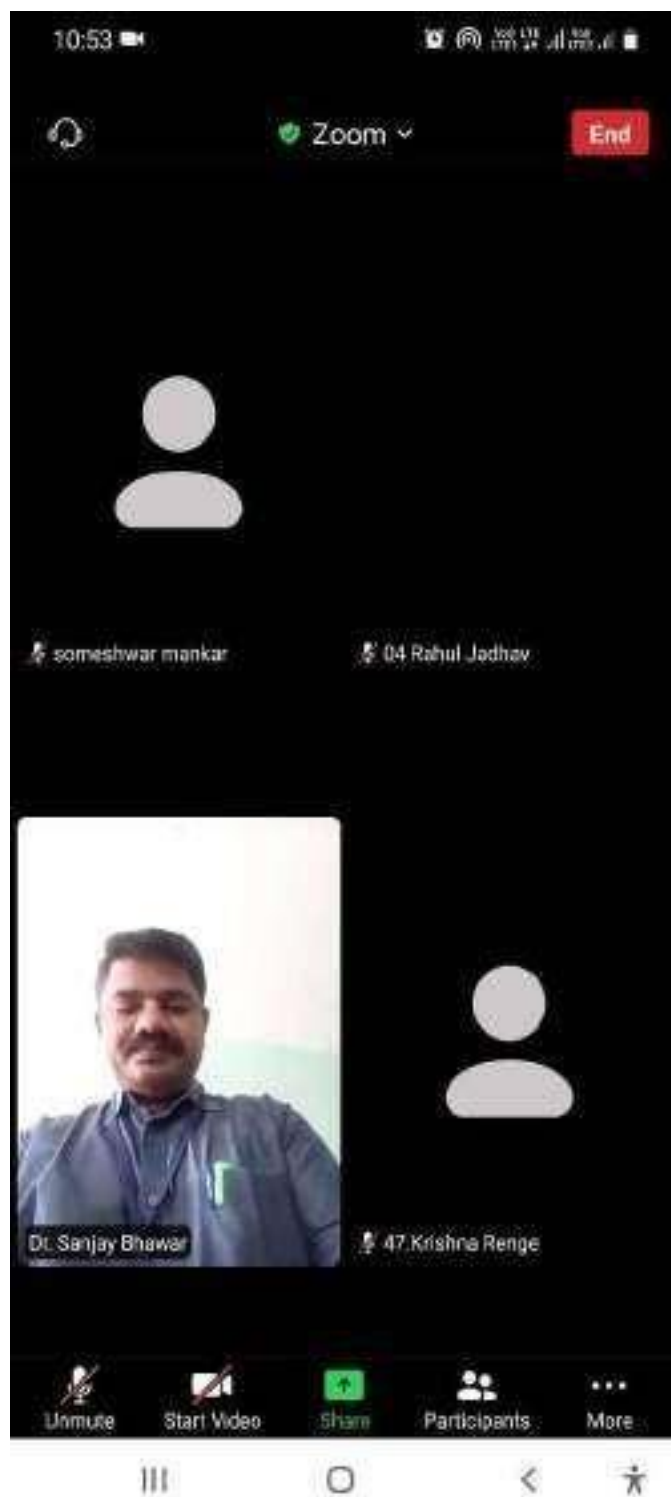 10:53
Zoom
End
someshwar mankar
04 Rahul Jadhav
Dr. Sanjay Bhawar
47.Krishna Renge
Unmute
Start Video
Share
Participants
More